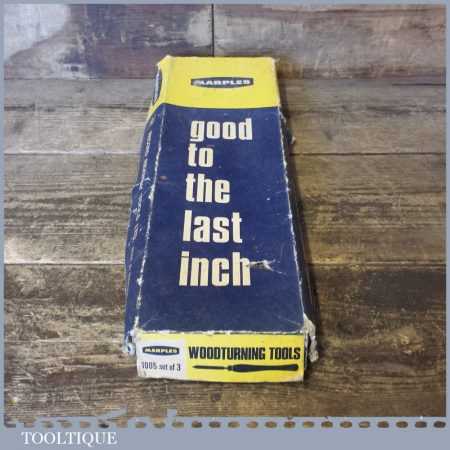 MARPLES
good
to
the
last
inch
MARPLES
WOODTURNING TOOLS
1005 set of 3
TOOLTIQUE